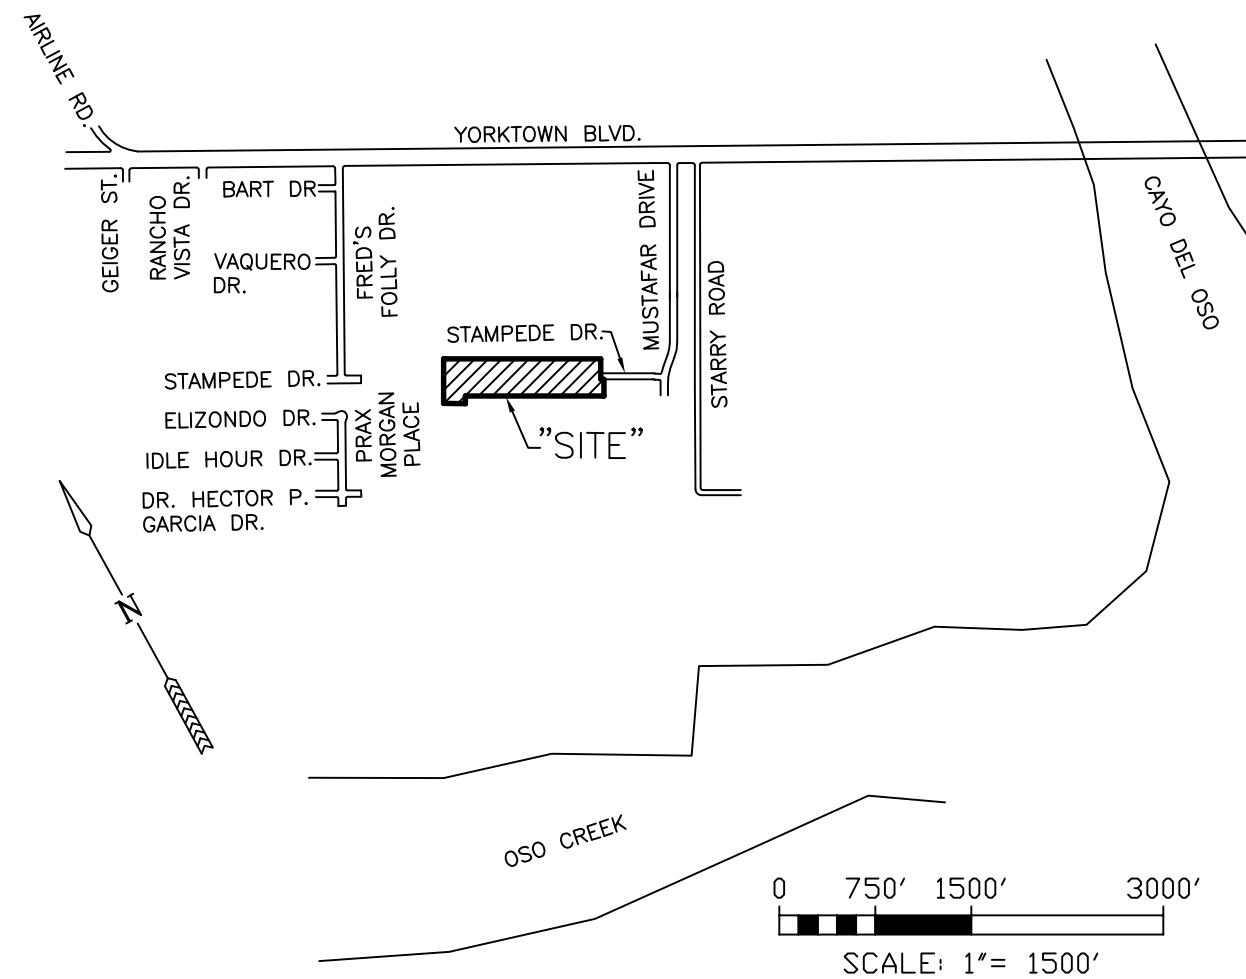 AIRLINE RD.
YORKTOWN BLVD.
GEIGER ST.
RANCHO
VISTA DR.
BART DR
VAQUERO
DR.
FRED'S
FOLLY DR.
MUSTAFAR DRIVE
STARRY ROAD
CAYO DEL OSO
STAMPEDE DR.
STAMPEDE DR.
ELIZONDO DR.
PRAX
MORGAN
PLACE
"SITE"
IDLE HOUR DR.
DR. HECTOR P.
GARCIA DR.
N
OSO CREEK
0 750' 1500' 3000'
SCALE: 1"= 1500'